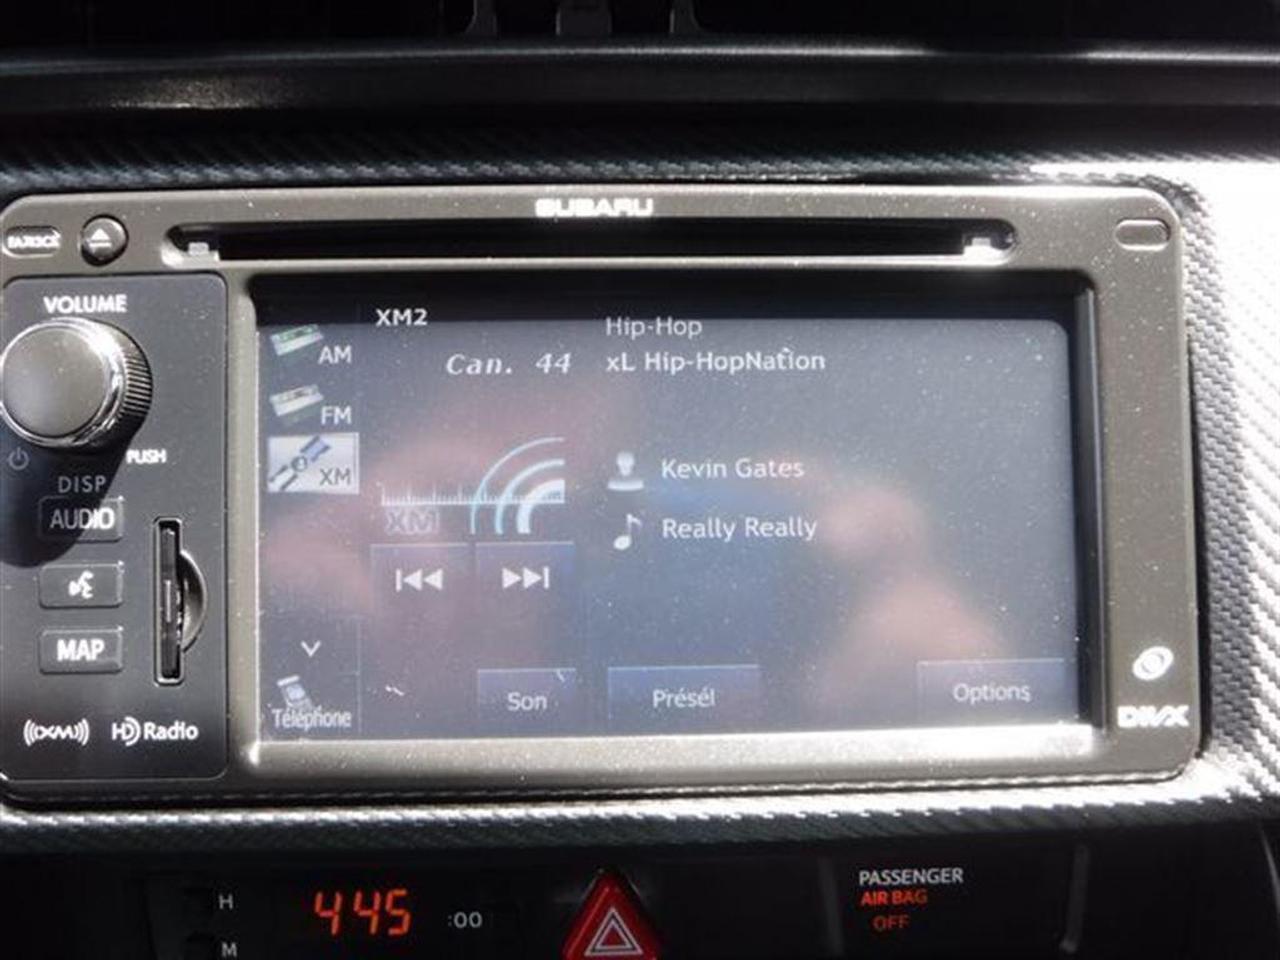 SUBARU
VOLUME
PUSH
DISP
AUDIO
MAP
((XM))
HD Radio
XM2
Hip-Hop
Can. 44
xL Hip-HopNation
AM
FM
XM
XM
Kevin Gates
Really Really
Téléphone
Son
Présél
Options
DIVX
H
445
:00
M
PASSENGER
AIR BAG
OFF